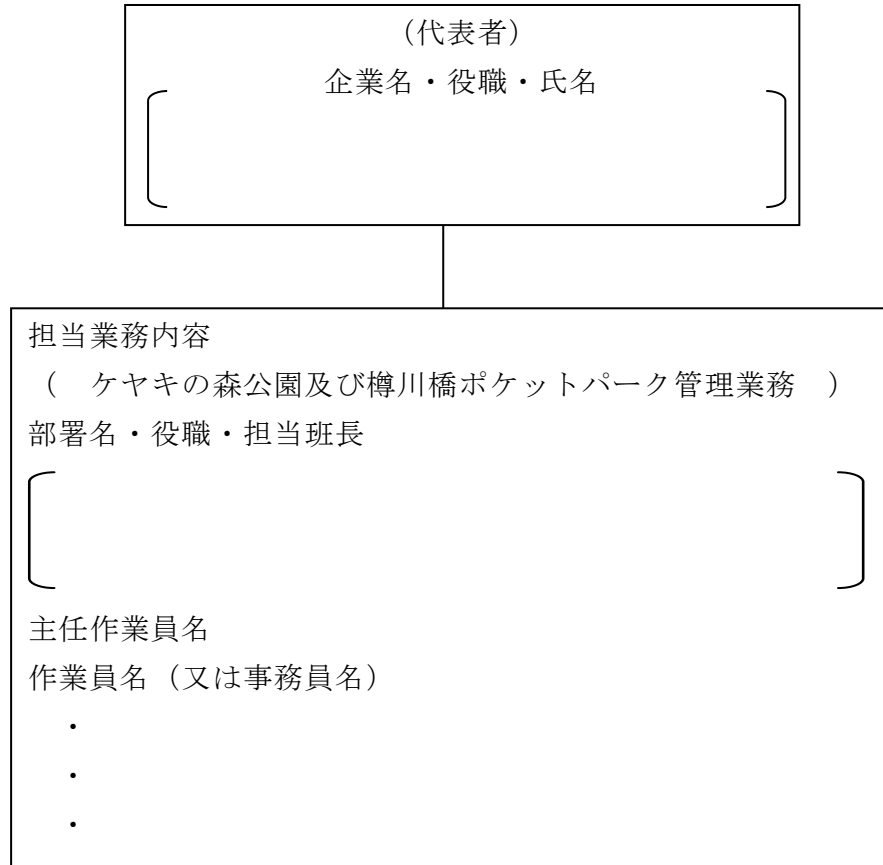 （代表者）
企業名・役職・氏名
担当業務内容
（　ケヤキの森公園及び樽川橋ポケットパーク管理業務　）
部署名・役職・担当班長
主任作業員名
作業員名（又は事務員名）
・
・
・